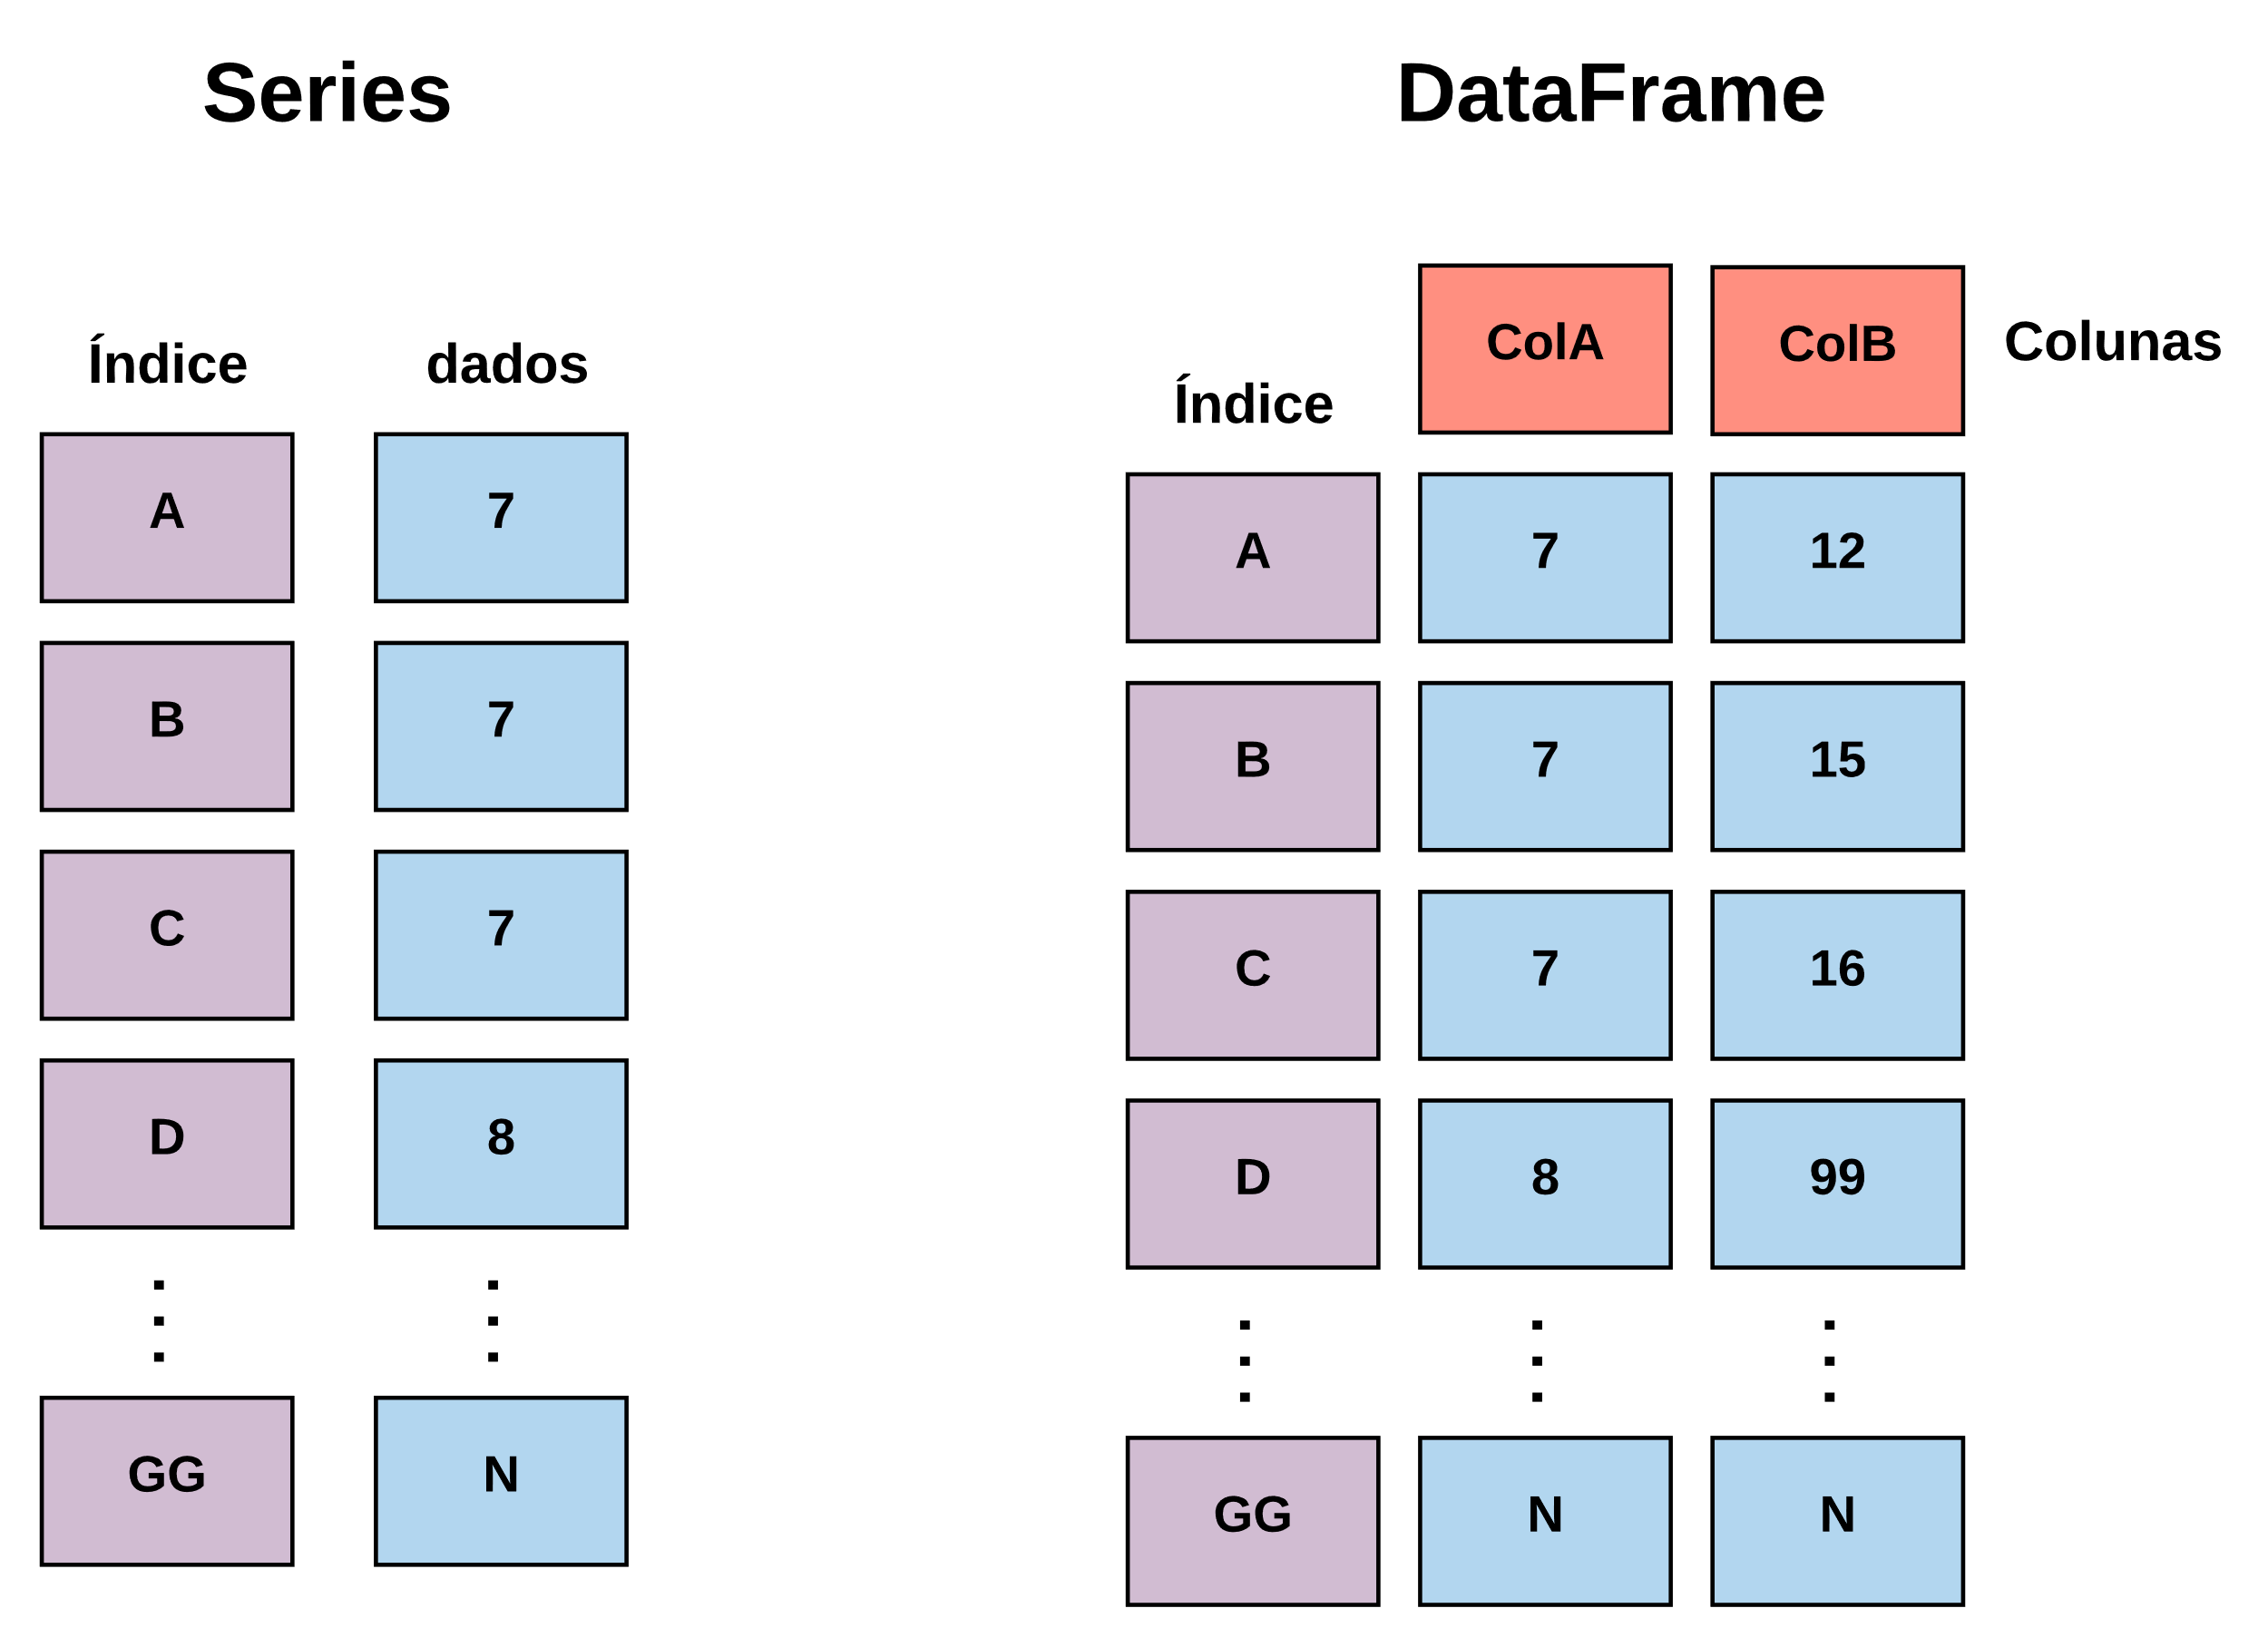 Series
Índice dados
A 7
B 7
C 7
D 8
. .
. .
. .
GG N
DataFrame
ColA ColB Colunas
Índice
A 7 12
B 7 15
C 7 16
D 8 99
. . .
. . .
. . .
GG N N